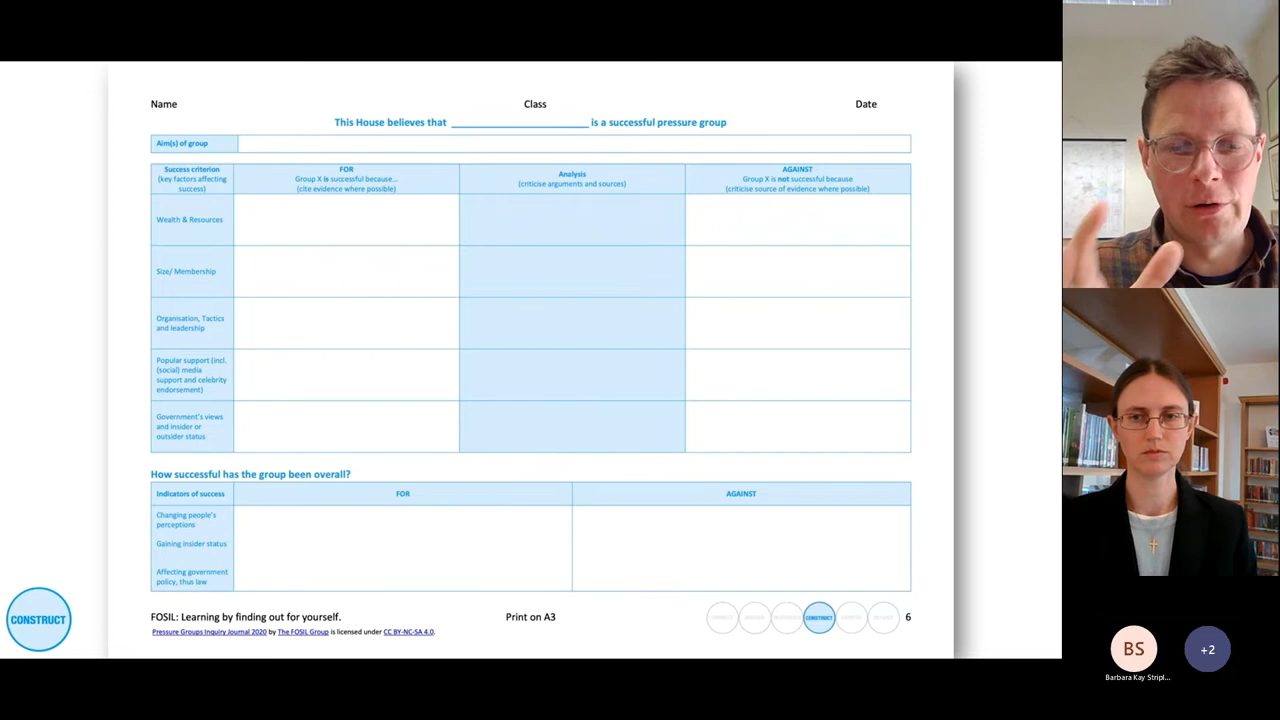 Name Class Date
This House believes that ______________________ is a successful pressure group
Aim(s) of group
Success criterion
(key factors affecting
success)
FOR
Group X is successful because...
(cite evidence where possible)
Analysis
(criticise arguments and sources)
AGAINST
Group X is not successful because
(criticise source of evidence where possible)
Wealth & Resources
Size/ Membership
Organisation, Tactics
and leadership
Popular support (incl.
(social) media
support and celebrity
endorsement)
Government's views
and insider or
outsider status
How successful has the group been overall?
Indicators of success FOR AGAINST
Changing people's
perceptions
Gaining insider status
Affecting government
policy, thus law
CONSTRUCT
FOSIL: Learning by finding out for yourself. Print on A3 CONSTRUCT 6
Pressure Groups Inquiry Journal 2020 by The FOSIL Group is licensed under CC BY-NC-SA 4.0.
BS +2
Barbara Kay Stripl...